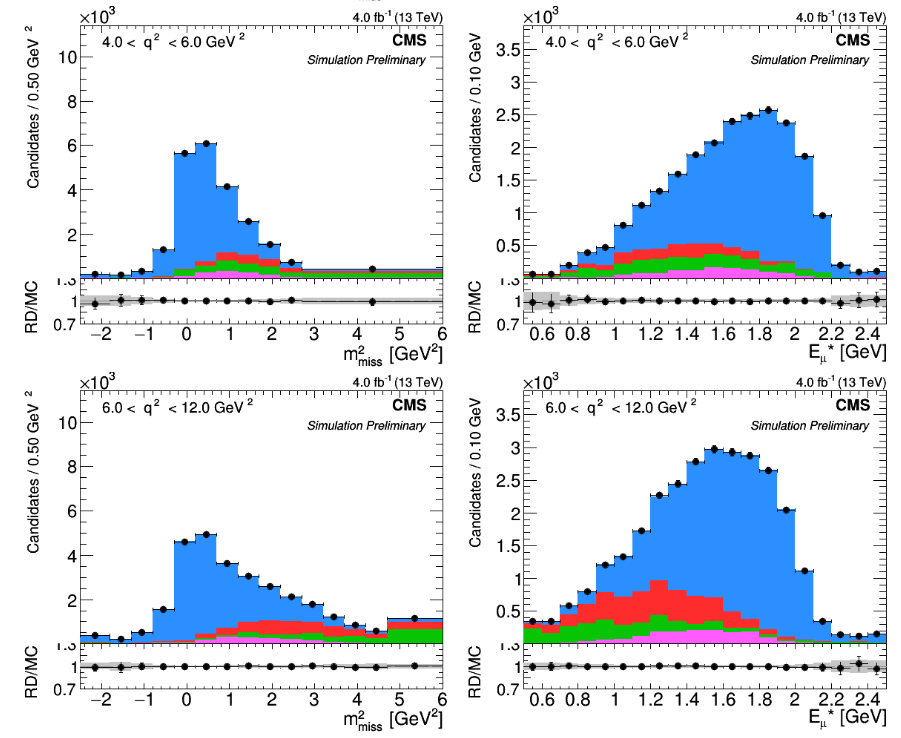 ×10³ 4.0 fb⁻¹ (13 TeV)
4.0 < q² < 6.0 GeV² CMS
Simulation Preliminary
Candidates / 0.50 GeV²
10
8
6
4
2
1.3
RD/MC
1
0.7
−2 −1 0 1 2 3 4 5 6
m²miss [GeV²]
4.0 fb⁻¹ (13 TeV)
4.0 < q² < 6.0 GeV² CMS
Simulation Preliminary
Candidates / 0.10 GeV
×10³
3.5
3
2.5
2
1.5
1
0.5
1.3
RD/MC
1
0.7
0.6 0.8 1 1.2 1.4 1.6 1.8 2 2.2 2.4
Eμ* [GeV]
×10³ 4.0 fb⁻¹ (13 TeV)
6.0 < q² < 12.0 GeV² CMS
Simulation Preliminary
Candidates / 0.50 GeV²
10
8
6
4
2
1.3
RD/MC
1
0.7
−2 −1 0 1 2 3 4 5 6
m²miss [GeV²]
×10³ 4.0 fb⁻¹ (13 TeV)
6.0 < q² < 12.0 GeV² CMS
Simulation Preliminary
Candidates / 0.10 GeV
3.5
3
2.5
2
1.5
1
0.5
1.3
RD/MC
1
0.7
0.6 0.8 1 1.2 1.4 1.6 1.8 2 2.2 2.4
Eμ* [GeV]